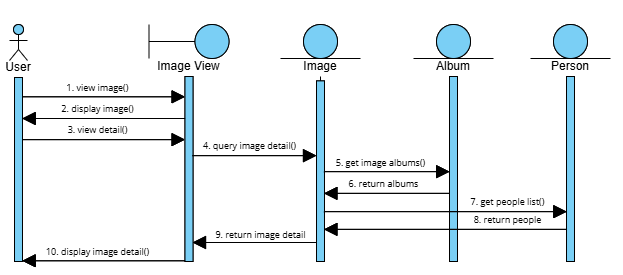 User
Image View
Image
Album
Person
1. view image()
2. display image()
3. view detail()
4. query image detail()
5. get image albums()
6. return albums
7. get people list()
8. return people
9. return image detail
10. display image detail()